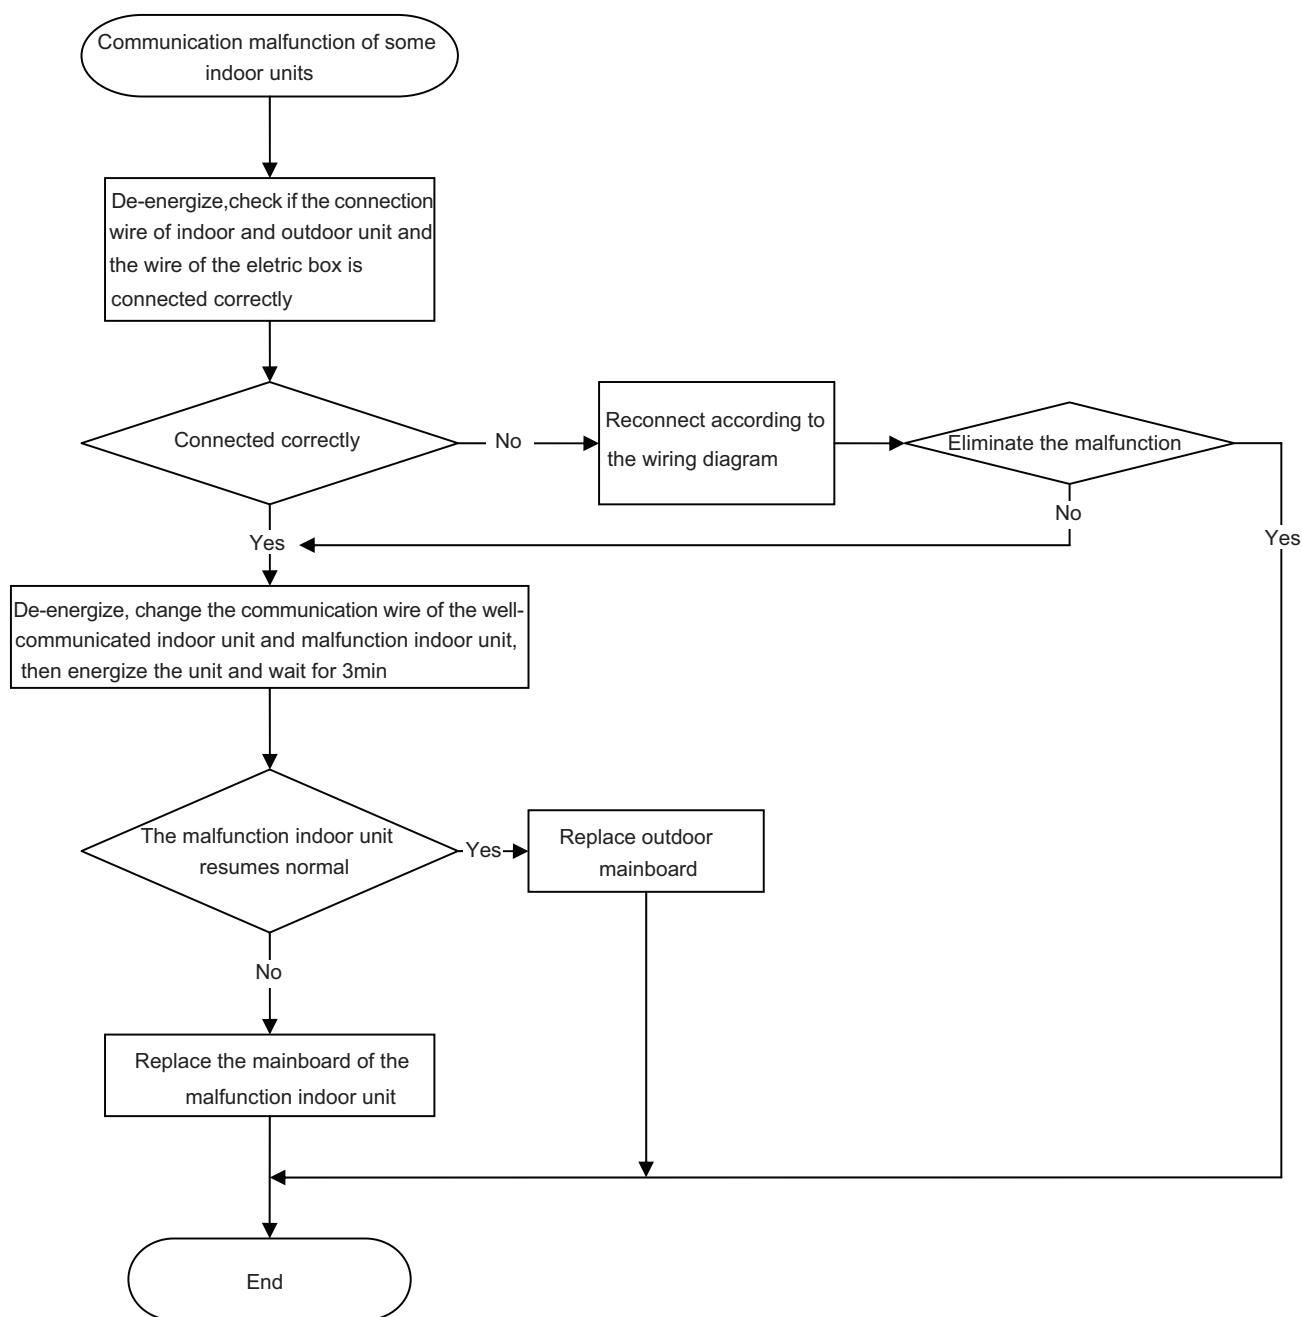 Communication malfunction of some
indoor units
De-energize,check if the connection
wire of indoor and outdoor unit and
the wire of the eletric box is
connected correctly
Connected correctly
No
Reconnect according to
the wiring diagram
Eliminate the malfunction
No
Yes
Yes
De-energize, change the communication wire of the well-
communicated indoor unit and malfunction indoor unit,
then energize the unit and wait for 3min
The malfunction indoor unit
resumes normal
Yes
Replace outdoor
mainboard
No
Replace the mainboard of the
malfunction indoor unit
End